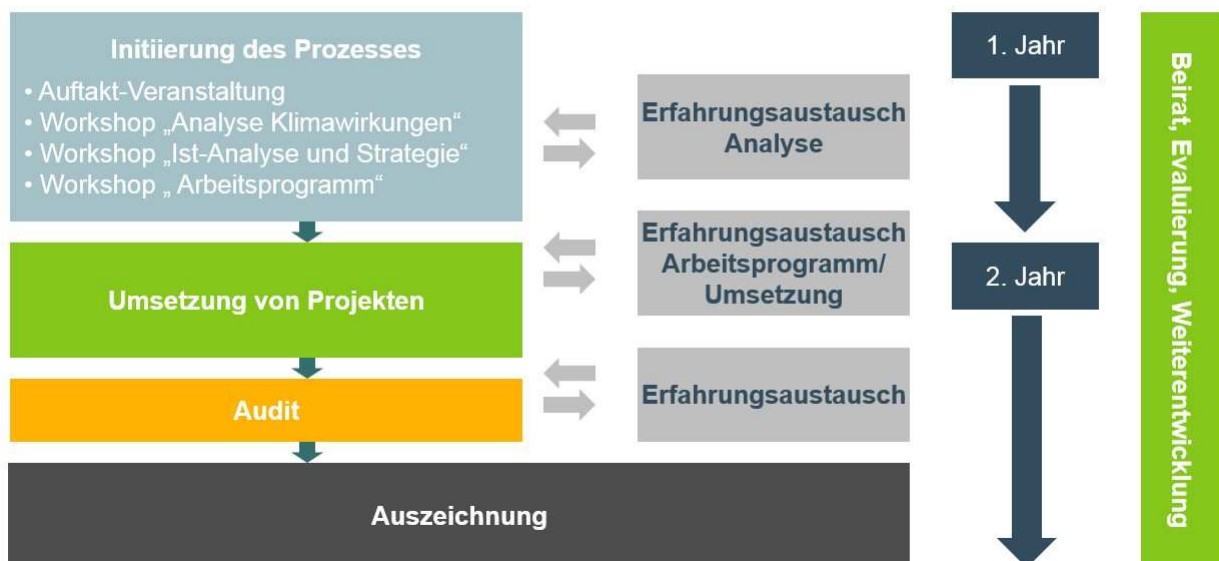 Initiierung des Prozesses
• Auftakt-Veranstaltung
• Workshop „Analyse Klimawirkungen“
• Workshop „Ist-Analyse und Strategie“
• Workshop „ Arbeitsprogramm“
Erfahrungsaustausch
Analyse
1. Jahr
Umsetzung von Projekten
Erfahrungsaustausch
Arbeitsprogramm/
Umsetzung
2. Jahr
Audit
Erfahrungsaustausch
Auszeichnung
Beirat, Evaluierung, Weiterentwicklung